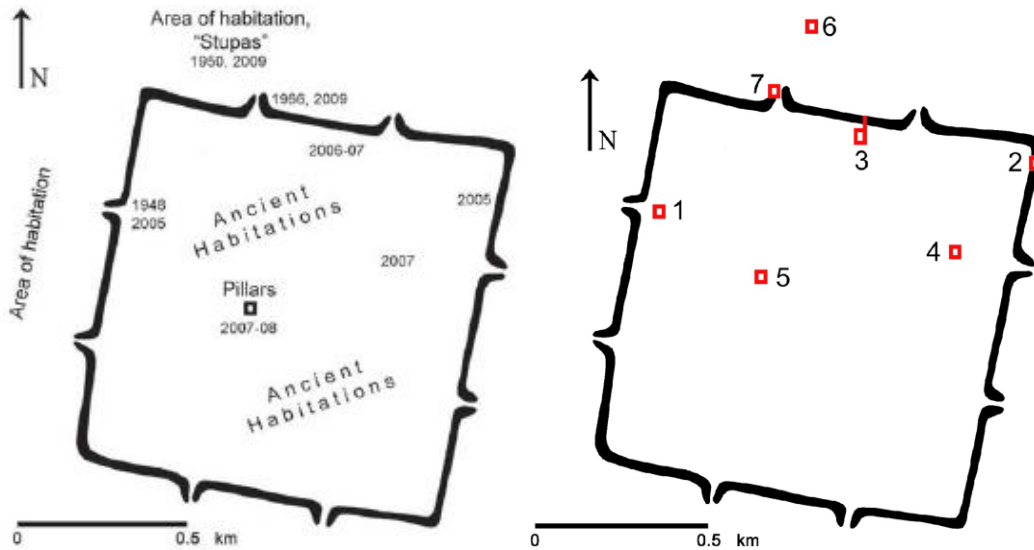 Area of habitation,
"Stupas"
1950, 2009
N
1966, 2009
2006-07
1948
2005
2005
Ancient
Habitations
2007
Area of habitation
Pillars
2007-08
Ancient
Habitations
0 0.5 km
6
7
N
3
2
1
4
5
0 0.5 km